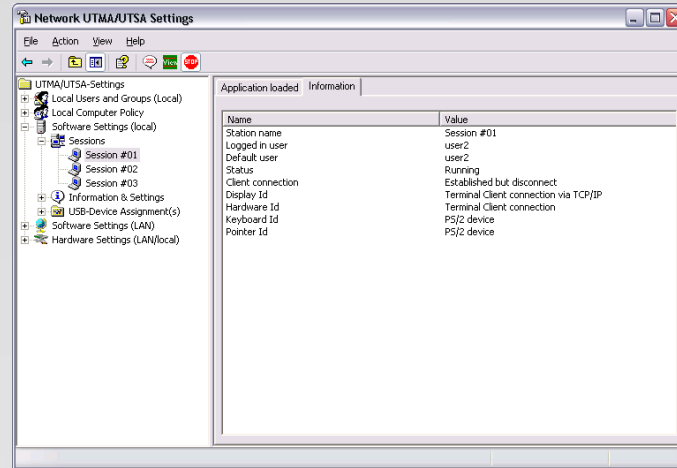 Network UTMA/UTSA Settings
File Action View Help
View STOP
UTMA/UTSA-Settings
Local Users and Groups (Local)
Local Computer Policy
Software Settings (local)
Sessions
Session #01
Session #02
Session #03
Information & Settings
USB-Device Assignment(s)
Software Settings (LAN)
Hardware Settings (LAN/local)
Application loaded Information
Name Value
Station name Session #01
Logged in user user2
Default user user2
Status Running
Client connection Established but disconnect
Display Id Terminal Client connection via TCP/IP
Hardware Id Terminal Client connection
Keyboard Id PS/2 device
Pointer Id PS/2 device